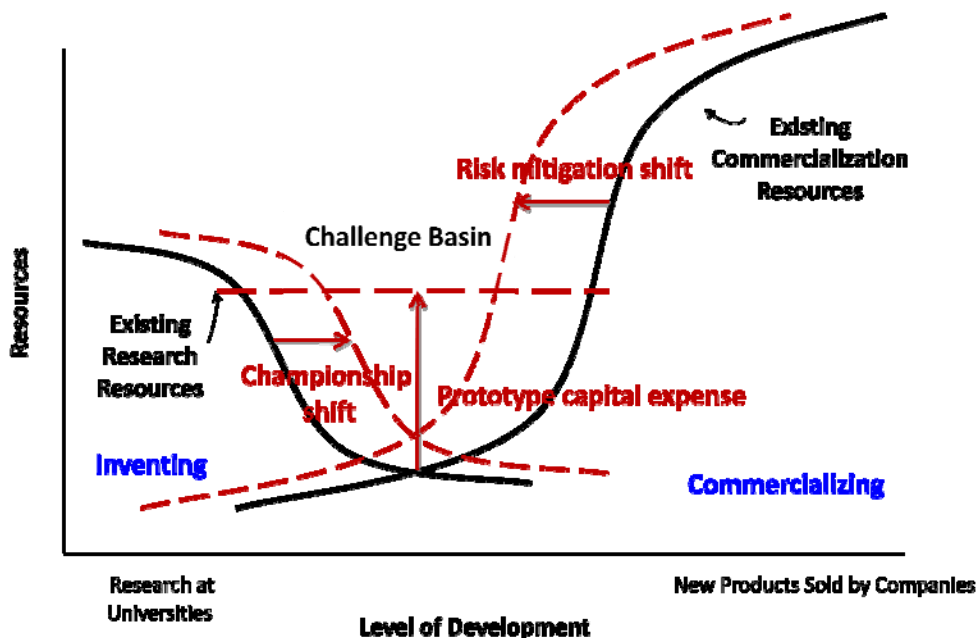 Existing
Commercialization
Resources
Risk mitigation shift
Challenge Basin
Resources
Existing
Research
Resources
Championship
shift
Prototype capital expense
Inventing
Commercializing
Research at
Universities
New Products Sold by Companies
Level of Development